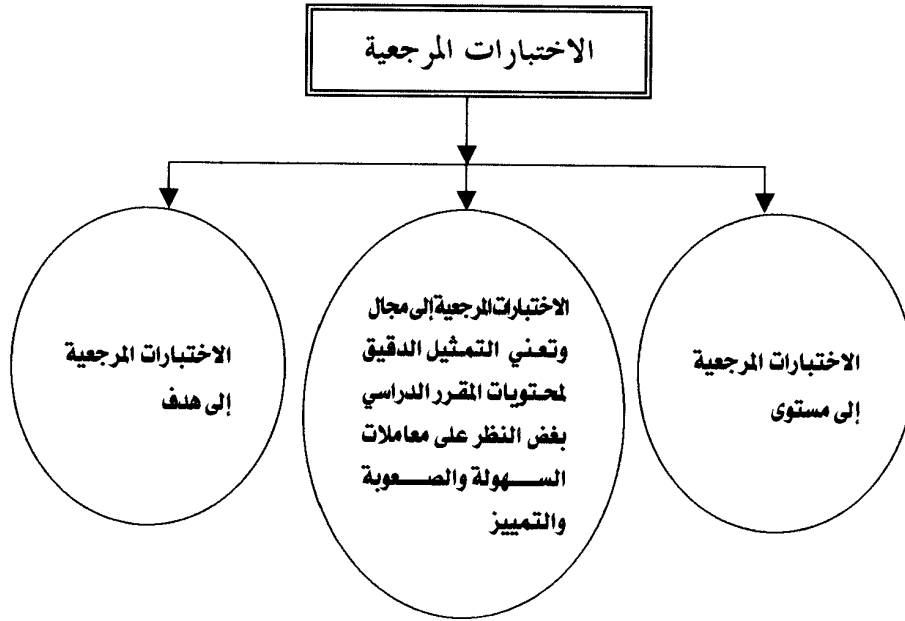 الاختبارات المرجعية
الاختبارات المرجعية
إلى مستوى
الاختبارات المرجعية إلى مجال
وتعني التمثيل الدقيق
لمحتويات المقرر الدراسي
بغض النظر على معاملات
السهولة والصعوبة
والتمييز
الاختبارات المرجعية
إلى هدف